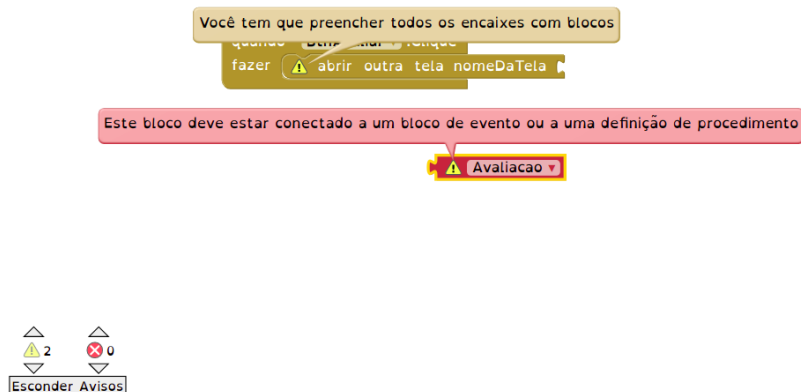 Você tem que preencher todos os encaixes com blocos
quando .Clique
fazer abrir outra tela nomeDaTela
Este bloco deve estar conectado a um bloco de evento ou a uma definição de procedimento
Avaliacao
2 0
Esconder Avisos